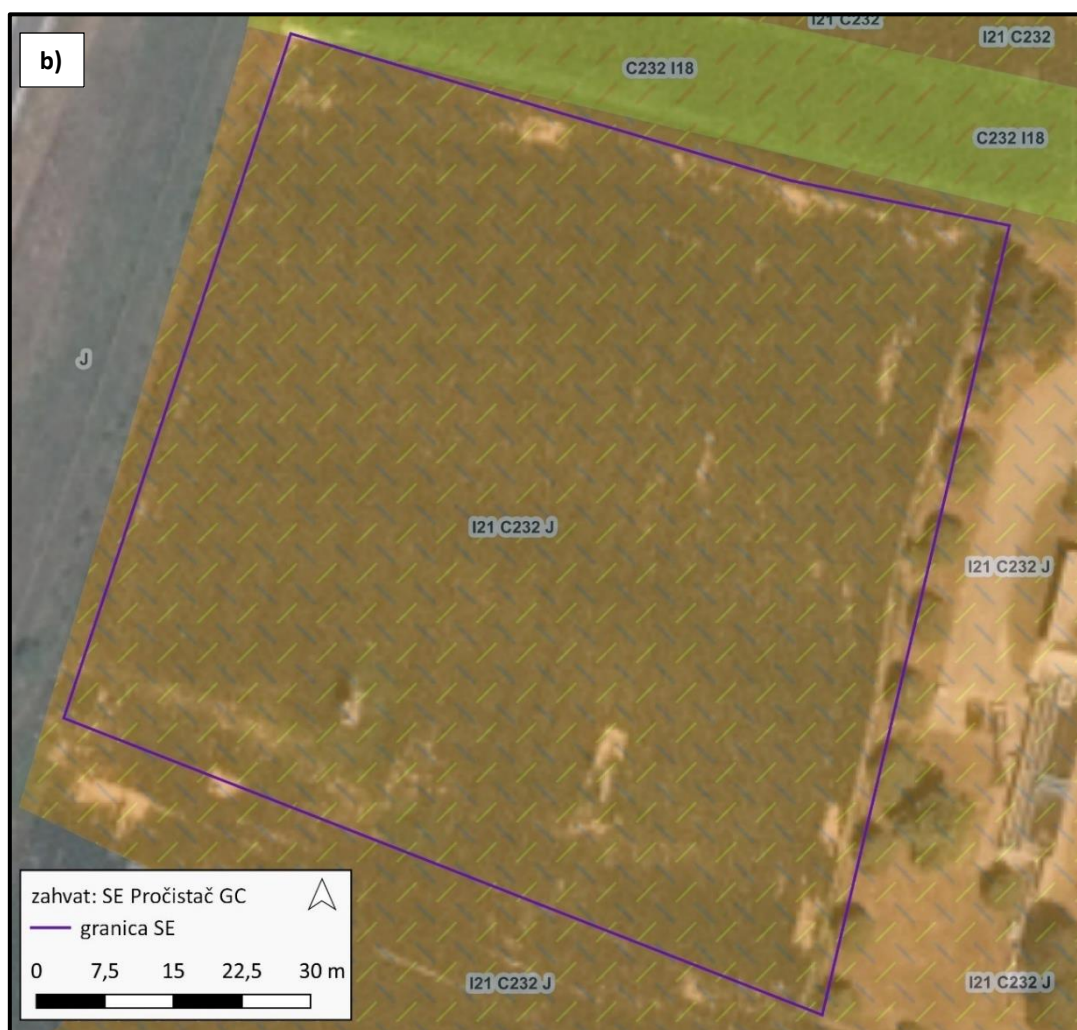 b)
I21 C232
I21 C232
C232 I18
C232 I18
J
I21 C232 J
I21 C232 J
zahvat: SE Pročistač GC
granica SE
0 7,5 15 22,5 30 m
I21 C232 J
I21 C232 J